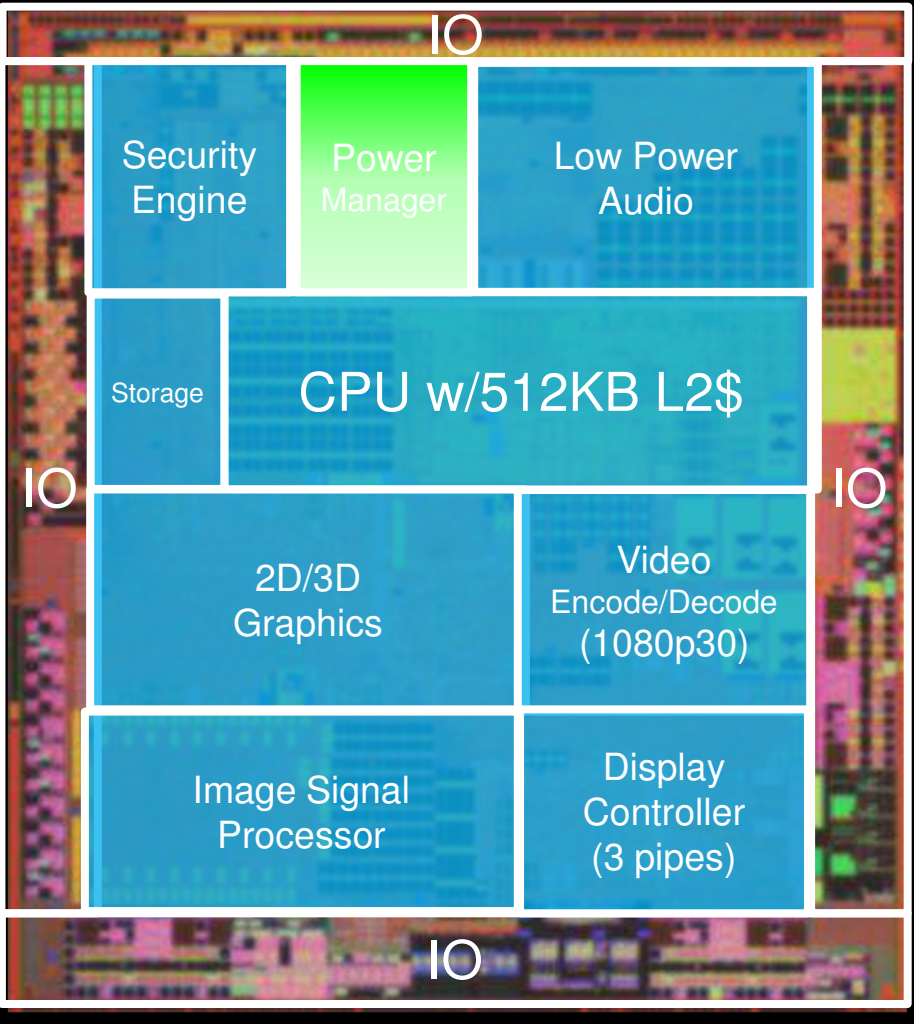 IO
Security
Engine
Power
Manager
Low Power
Audio
Storage
CPU w/512KB L2$
IO
IO
2D/3D
Graphics
Video
Encode/Decode
(1080p30)
Image Signal
Processor
Display
Controller
(3 pipes)
IO